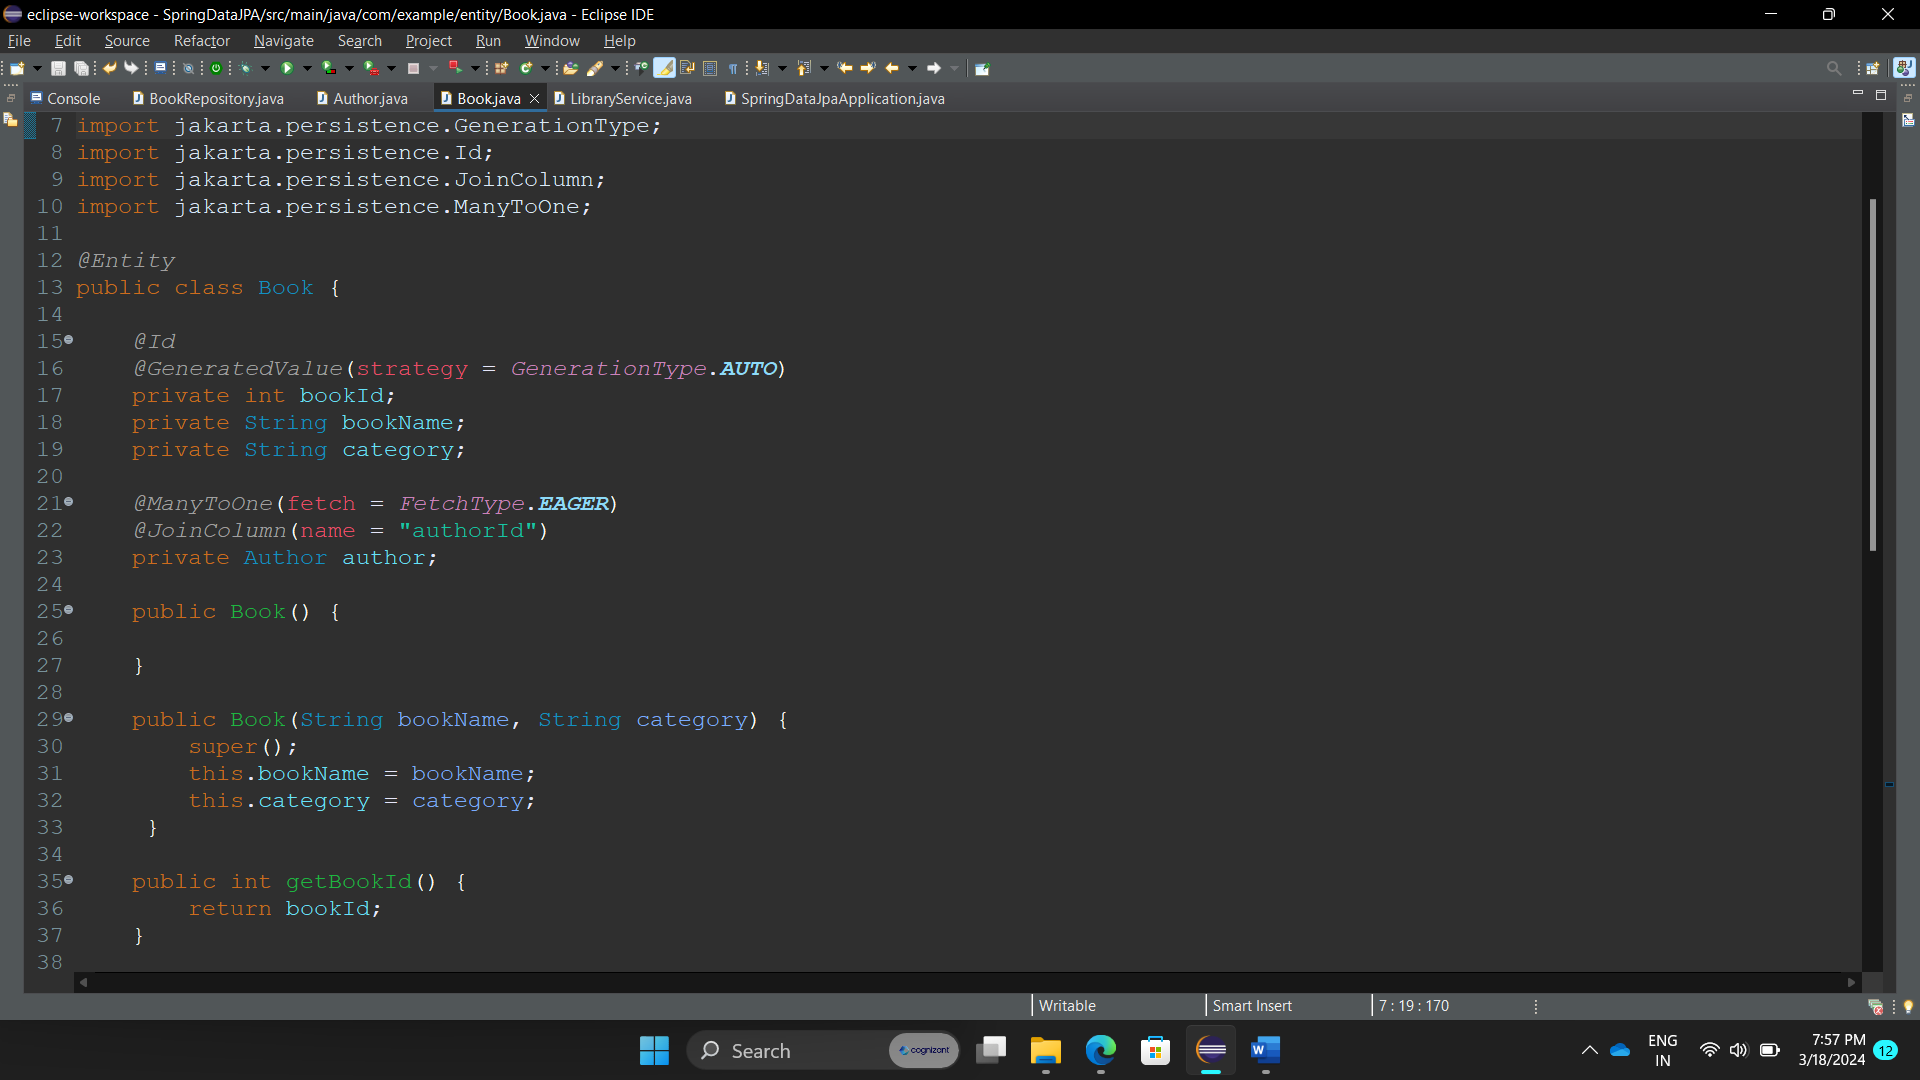 eclipse-workspace - SpringDataJPA/src/main/java/com/example/entity/Book.java - Eclipse IDE
File Edit Source Refactor Navigate Search Project Run Window Help
Console BookRepository.java Author.java Book.java LibraryService.java SpringDataJpaApplication.java
7 import jakarta.persistence.GenerationType;
8 import jakarta.persistence.Id;
9 import jakarta.persistence.JoinColumn;
10 import jakarta.persistence.ManyToOne;
11
12 @Entity
13 public class Book {
14
15 @Id
16 @GeneratedValue(strategy = GenerationType.AUTO)
17 private int bookId;
18 private String bookName;
19 private String category;
20
21 @ManyToOne(fetch = FetchType.EAGER)
22 @JoinColumn(name = "authorId")
23 private Author author;
24
25 public Book() {
26
27 }
28
29 public Book(String bookName, String category) {
30 super();
31 this.bookName = bookName;
32 this.category = category;
33 }
34
35 public int getBookId() {
36 return bookId;
37 }
38
Writable Smart Insert 7 : 19 : 170
Search cognizant
ENG
IN
7:57 PM
3/18/2024
12